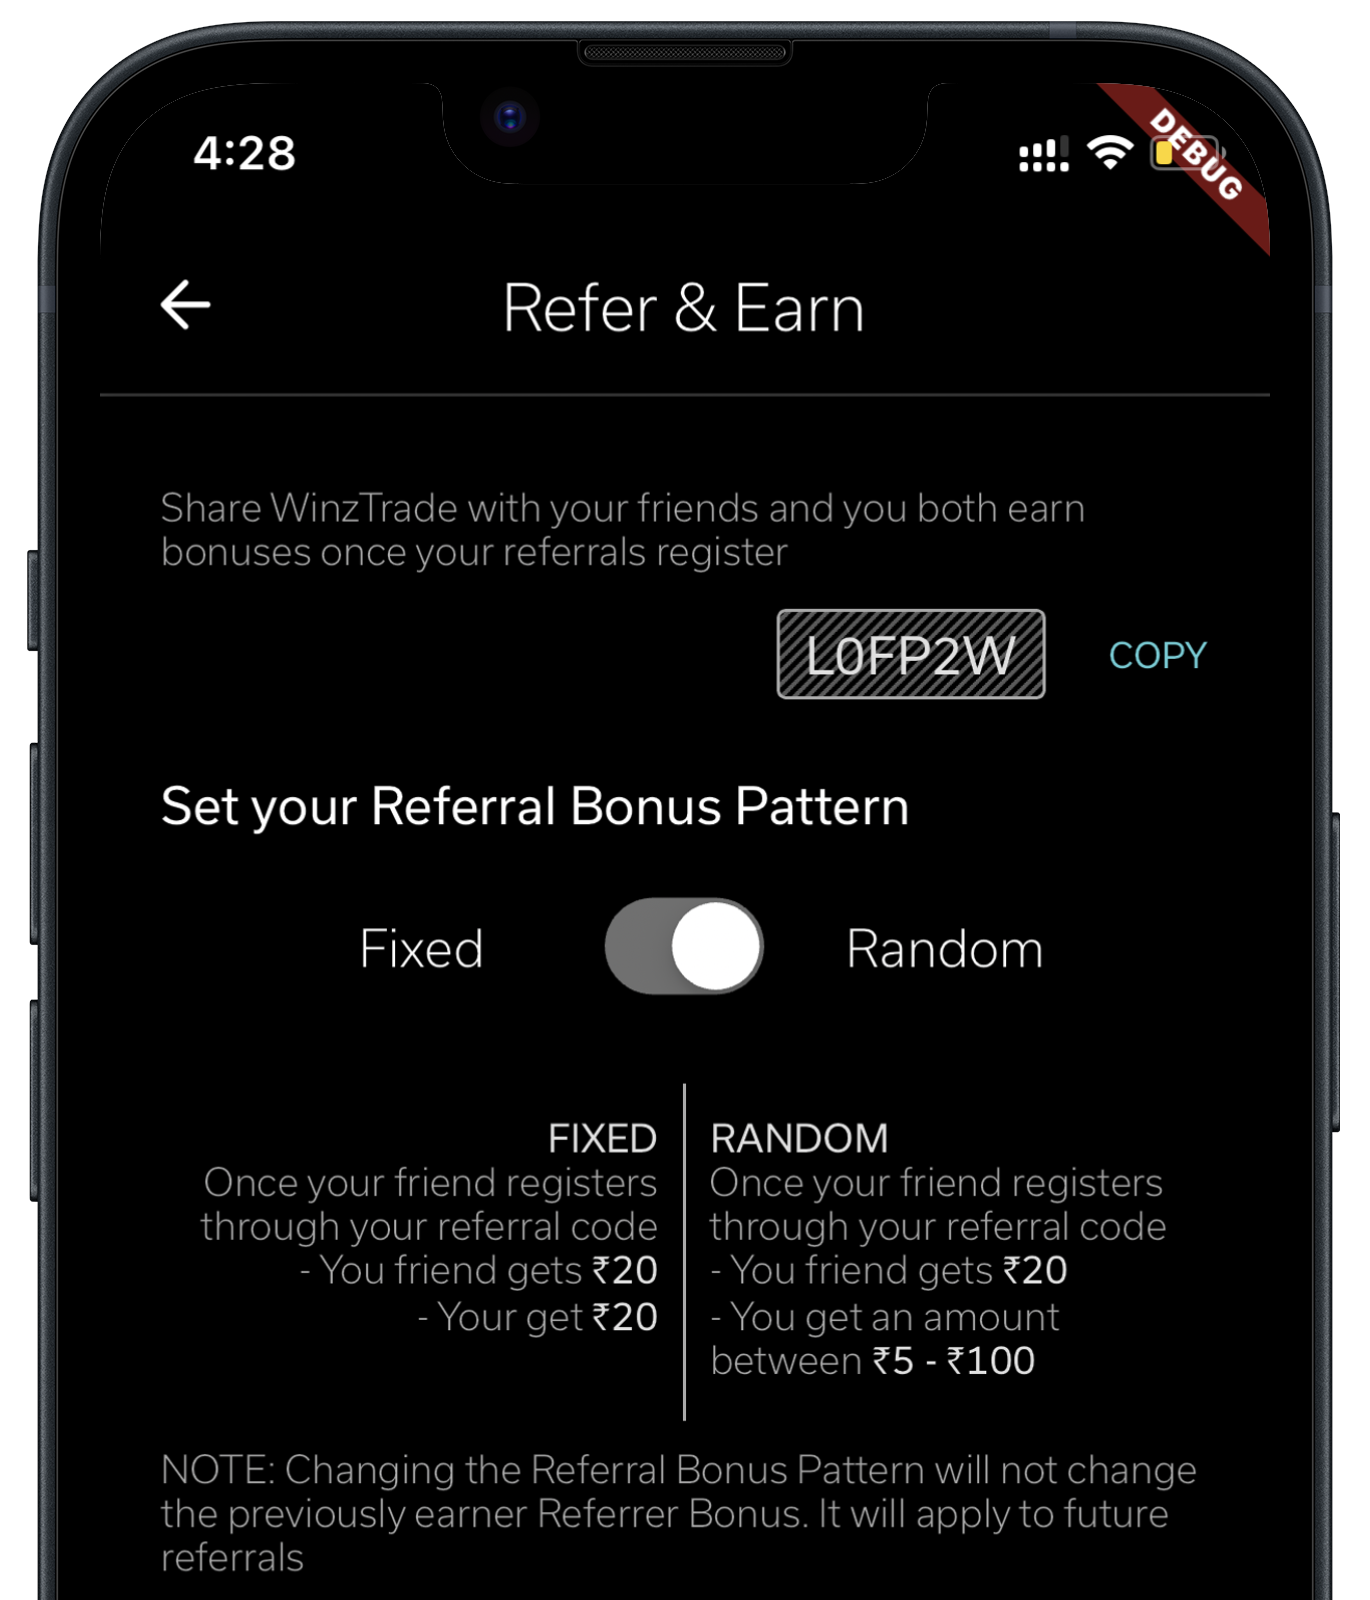 4:28
DEBUG
Refer & Earn
Share WinzTrade with your friends and you both earn
bonuses once your referrals register
L0FP2W
COPY
Set your Referral Bonus Pattern
Fixed
Random
FIXED
Once your friend registers
through your referral code
- You friend gets ₹20
- Your get ₹20
RANDOM
Once your friend registers
through your referral code
- You friend gets ₹20
- You get an amount
between ₹5 - ₹100
NOTE: Changing the Referral Bonus Pattern will not change
the previously earner Referrer Bonus. It will apply to future
referrals